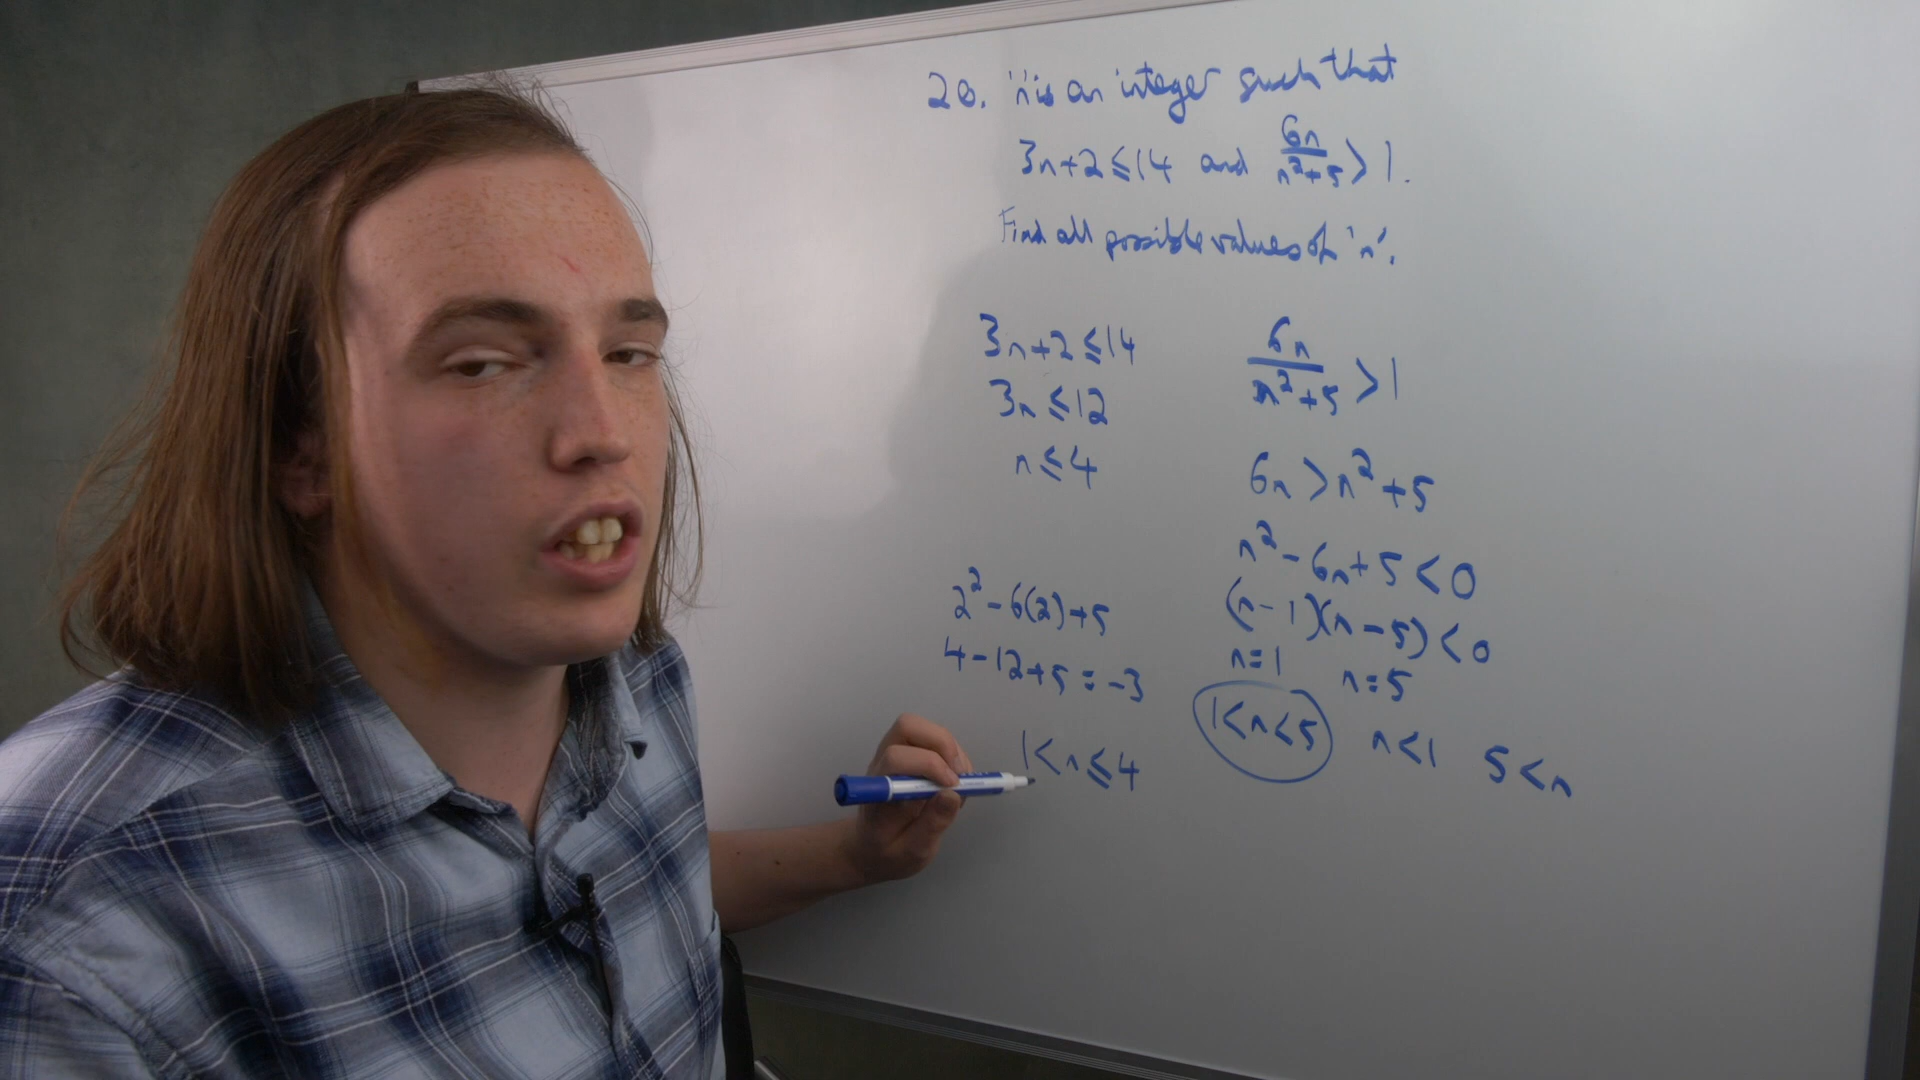 20. 'n' is an integer such that
3n+2≤14 and 6n/n²+5 > 1.
Find all possible values of 'n'.
3n+2≤14
3n≤12
n≤4
6n/n²+5 > 1
6n>n²+5
n²-6n+5<0
(n-1)(n-5)<0
n=1 n=5
1<n<5 n<1 5<n
2²-6(2)+5
4-12+5=-3
1<n≤4